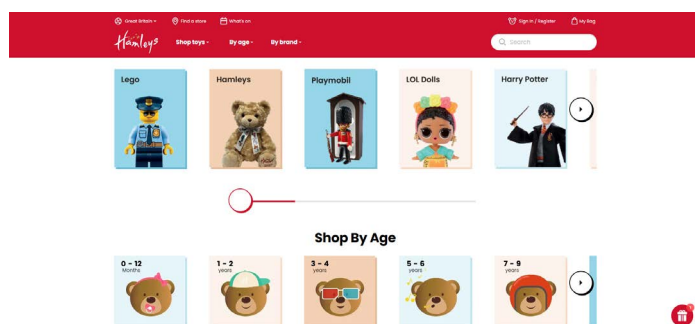 Great Britain
Find a store
What's on
Sign in / Register
My Bag
Hamleys
Shop toys
By age
By brand
Search
Lego
Hamleys
Playmobil
LOL Dolls
Harry Potter
Shop By Age
0 - 12
Months
1 - 2
years
3 - 4
years
5 - 6
years
7 - 9
years